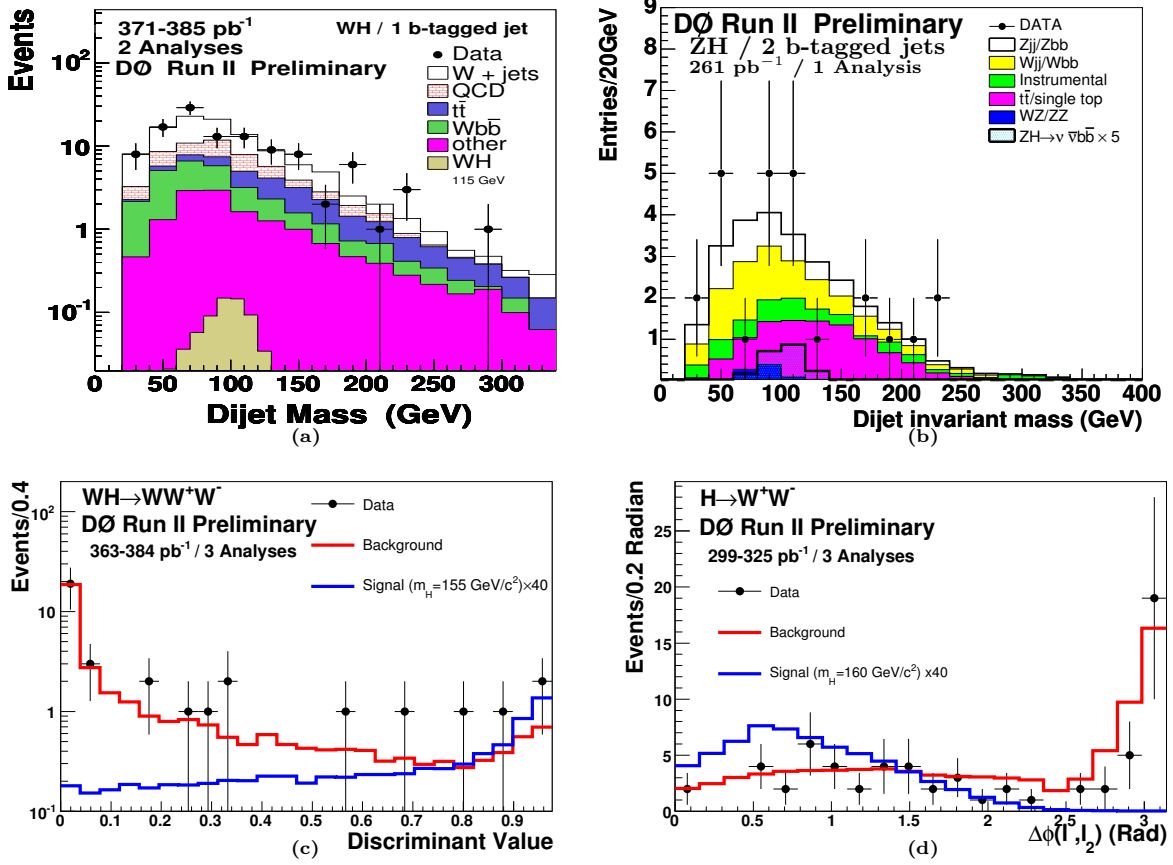 Events
10²
10
1
10⁻¹
371-385 pb⁻¹
2 Analyses
DØ Run II Preliminary
WH / 1 b-tagged jet
Data
W + jets
QCD
tt̄
Wbb̄
other
WH
115 GeV
0 50 100 150 200 250 300
Dijet Mass (GeV)
(a)
Entries/20GeV
9
8
7
6
5
4
3
2
1
DØ Run II Preliminary
ZH / 2 b-tagged jets
261 pb⁻¹ / 1 Analysis
DATA
Zjj/Zbb
Wjj/Wbb
Instrumental
tt̄/single top
WZ/ZZ
ZH→ν ν̄bb̄ × 5
0 50 100 150 200 250 300 350 400
Dijet invariant mass (GeV)
(b)
Events/0.4
10²
10
1
10⁻¹
WH→WW⁺W⁻
DØ Run II Preliminary
363-384 pb⁻¹ / 3 Analyses
Data
Background
Signal (m_H=155 GeV/c²)×40
0 0.1 0.2 0.3 0.4 0.5 0.6 0.7 0.8 0.9
Discriminant Value
(c)
Events/0.2 Radian
25
20
15
10
5
0
H→W⁺W⁻
DØ Run II Preliminary
299-325 pb⁻¹ / 3 Analyses
Data
Background
Signal (m_H=160 GeV/c²) x40
0 0.5 1 1.5 2 2.5 3
(Rad)
(d)